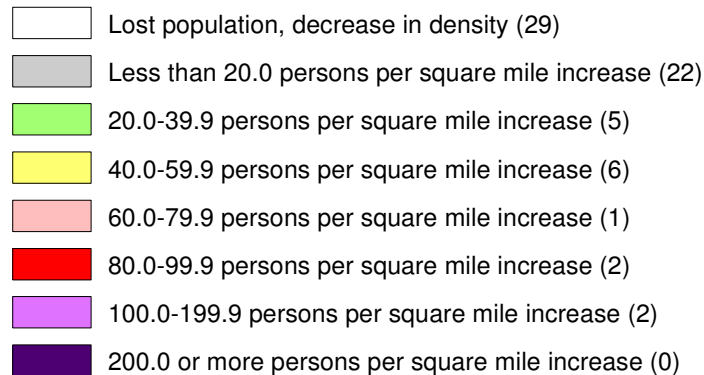 Lost population, decrease in density (29)
Less than 20.0 persons per square mile increase (22)
20.0-39.9 persons per square mile increase (5)
40.0-59.9 persons per square mile increase (6)
60.0-79.9 persons per square mile increase (1)
80.0-99.9 persons per square mile increase (2)
100.0-199.9 persons per square mile increase (2)
200.0 or more persons per square mile increase (0)